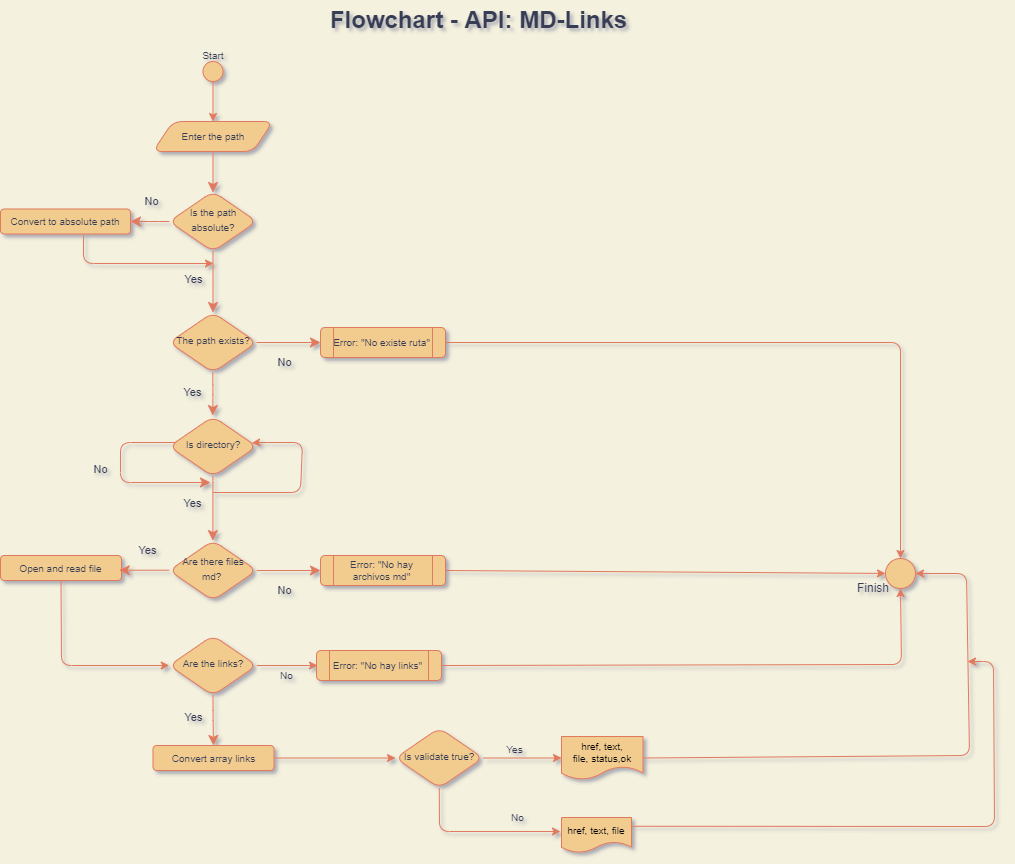 Flowchart - API: MD-Links
Start
Enter the path
No
Is the path
absolute?
Convert to absolute path
Yes
The path exists?
Error: "No existe ruta"
No
Yes
Is directory?
No
Yes
Yes
Are there files
md?
Open and read file
Error: "No hay
archivos md"
No
Finish
Are the links?
Error: "No hay links"
No
Yes
Convert array links
Is validate true?
Yes
href, text,
file, status,ok
No
href, text, file